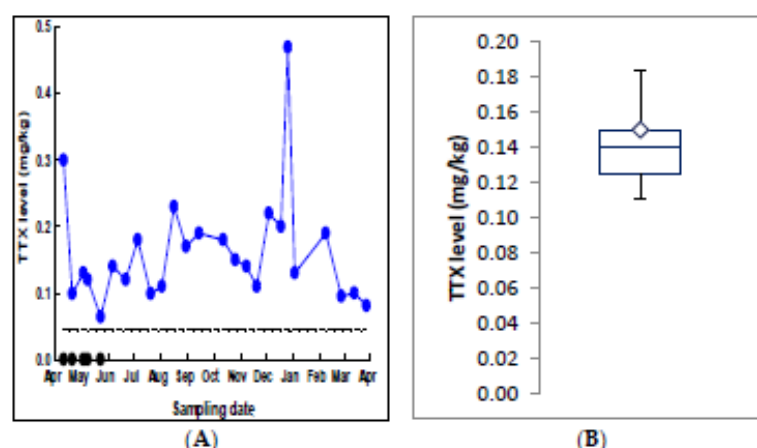 0.5
0.4
0.3
0.2
0.1
0.0
TTX level (mg/kg)
Apr May Jun Jul Aug Sep Oct Nov Dec Jan Feb Mar Apr
Sampling date
(A)
0.20
0.18
0.16
0.14
0.12
0.10
0.08
0.06
0.04
0.02
0.00
TTX level (mg/kg)
(B)